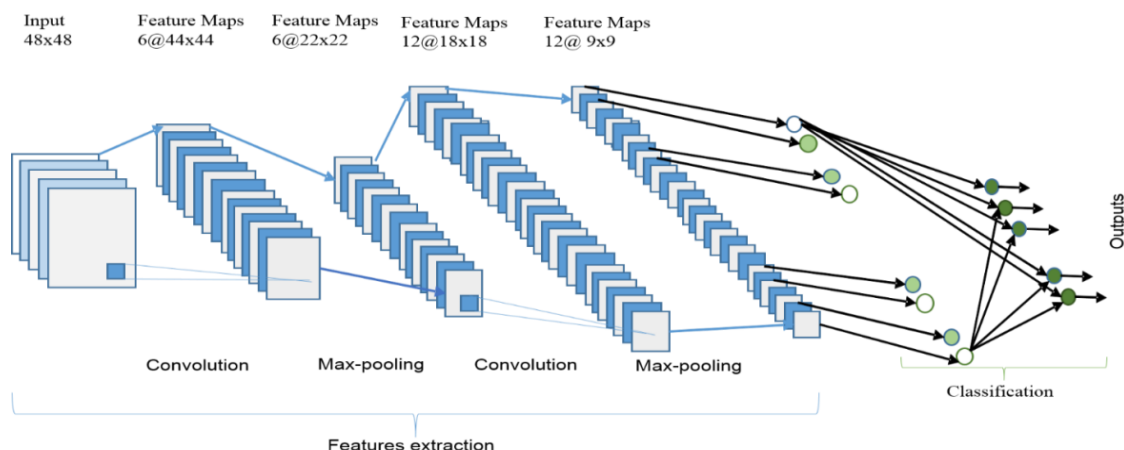 Input
48x48
Feature Maps
6@44x44
Feature Maps
6@22x22
Feature Maps
12@18x18
Feature Maps
12@ 9x9
Outputs
Convolution
Max-pooling
Convolution
Max-pooling
Classification
Features extraction